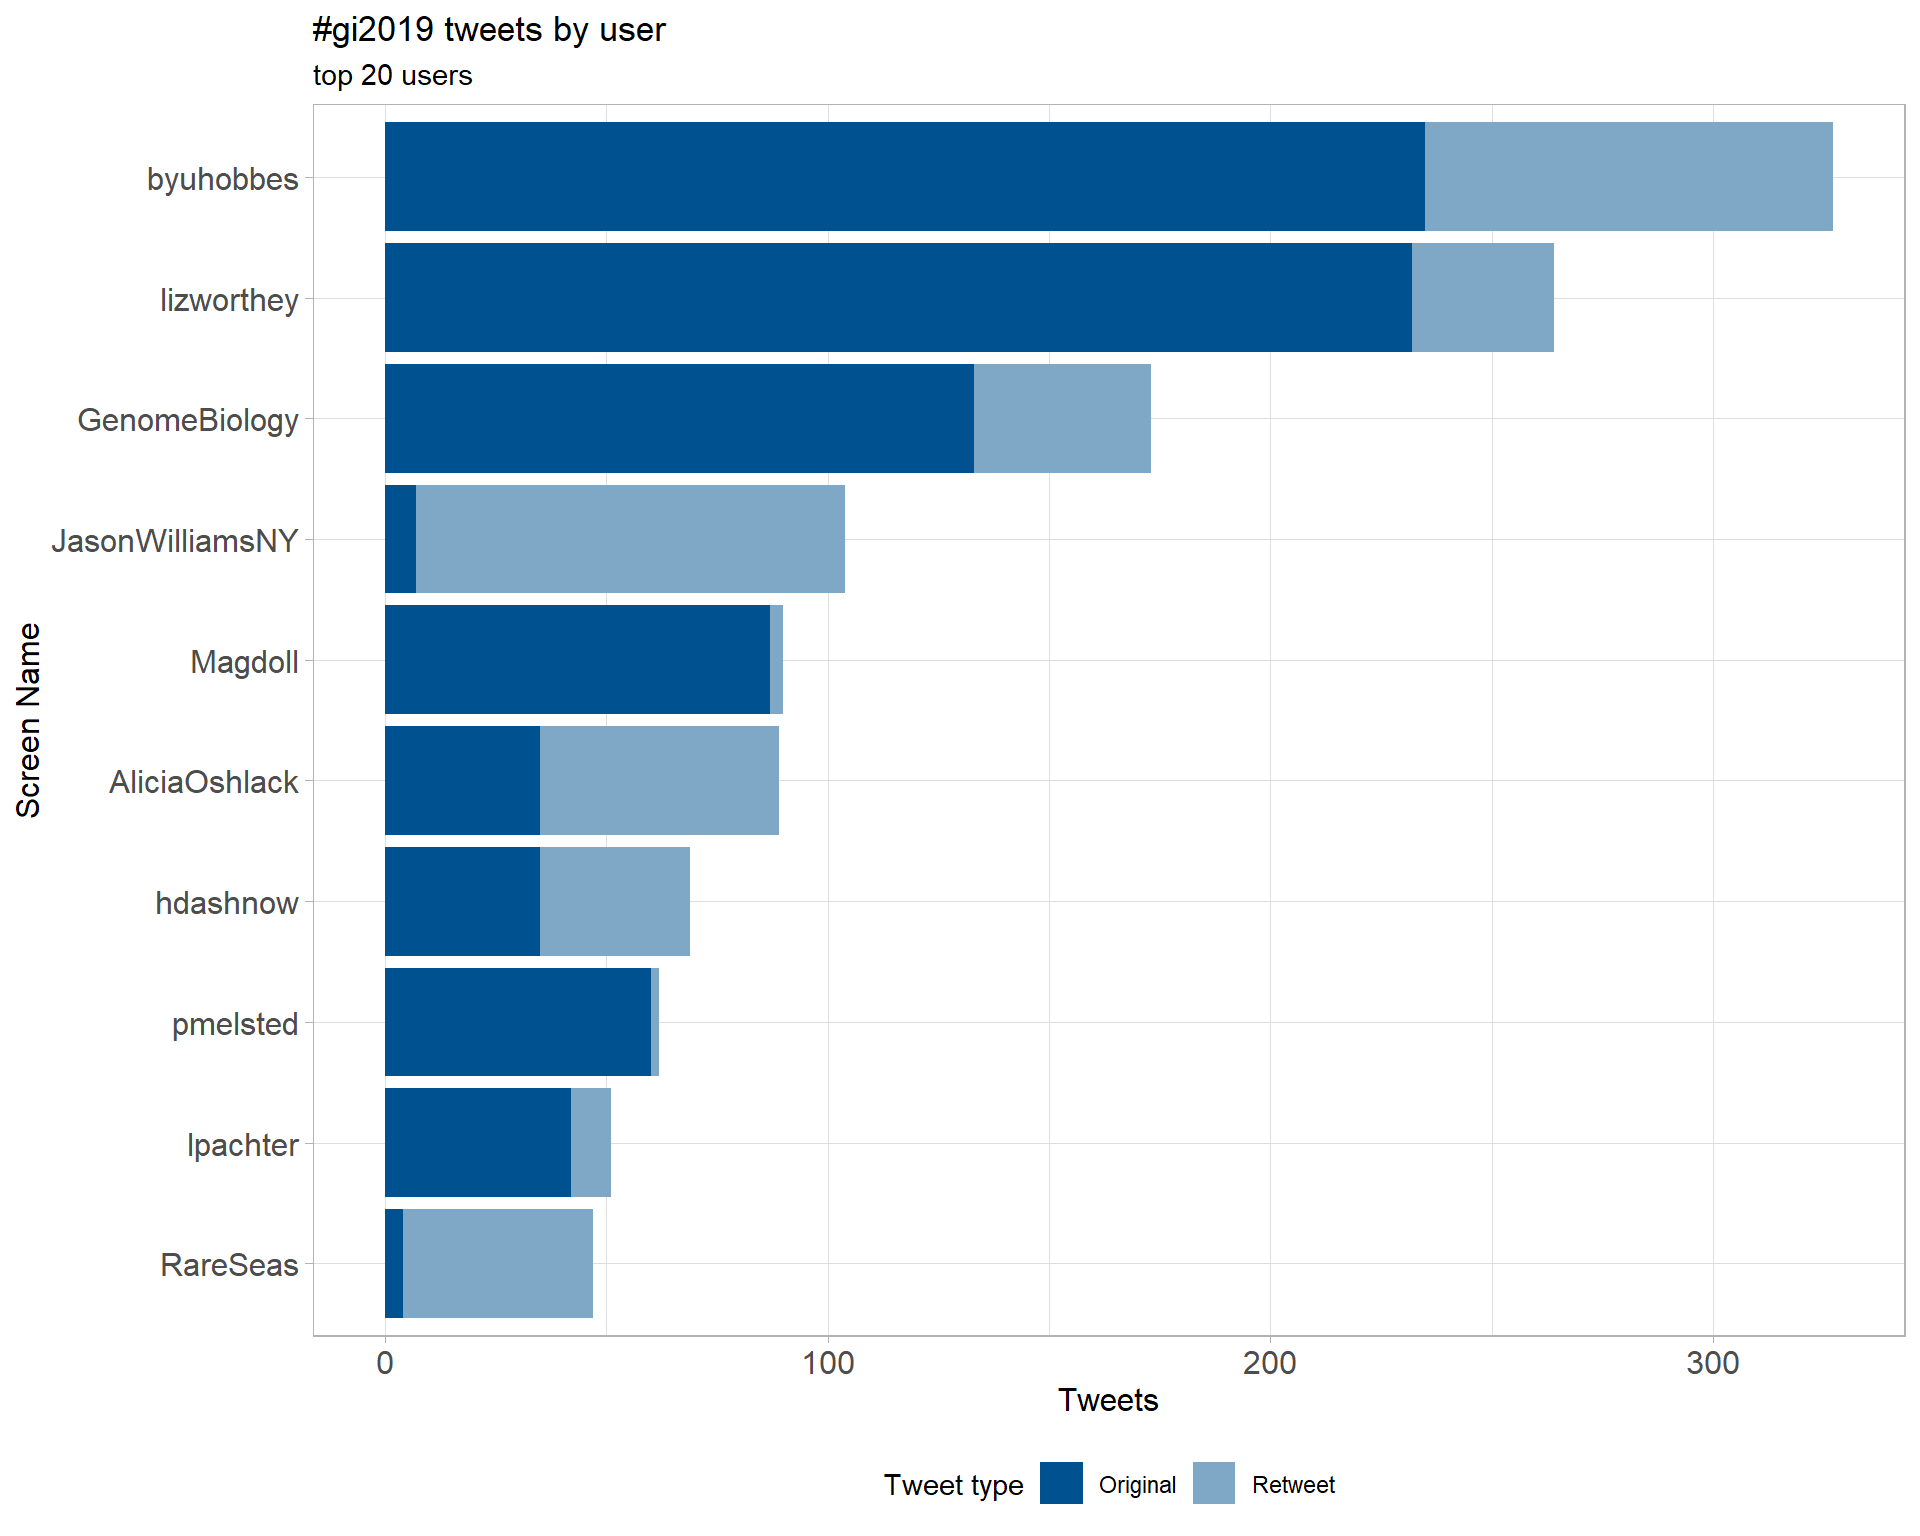 #gi2019 tweets by user
top 20 users
Screen Name
byuhobbes
lizworthey
GenomeBiology
JasonWilliamsNY
Magdoll
AliciaOshlack
hdashnow
pmelsted
lpachter
RareSeas
0 100 200 300
Tweets
Tweet type Original Retweet